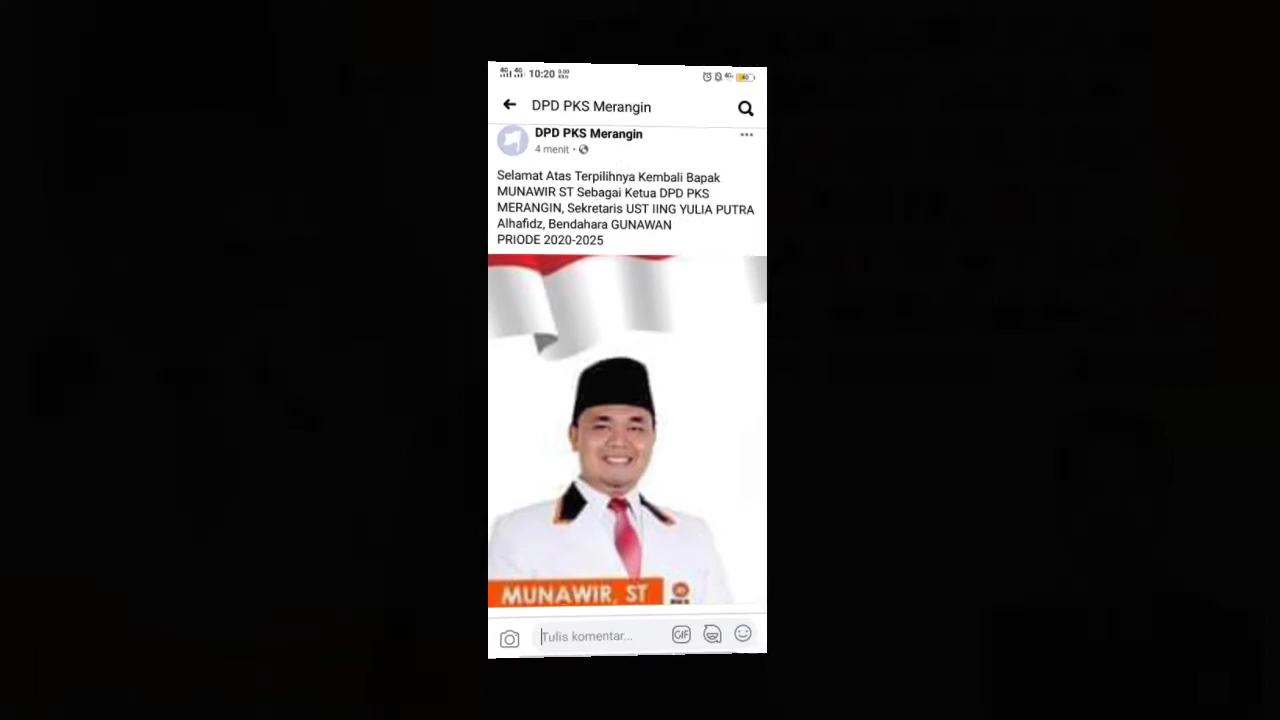 10:20
DPD PKS Merangin
DPD PKS Merangin
4 menit
Selamat Atas Terpilihnya Kembali Bapak
MUNAWIR ST Sebagai Ketua DPD PKS
MERANGIN, Sekretaris UST IING YULIA PUTRA
Alhafidz, Bendahara GUNAWAN
PRIODE 2020-2025
MUNAWIR, ST
Tulis komentar...
GIF